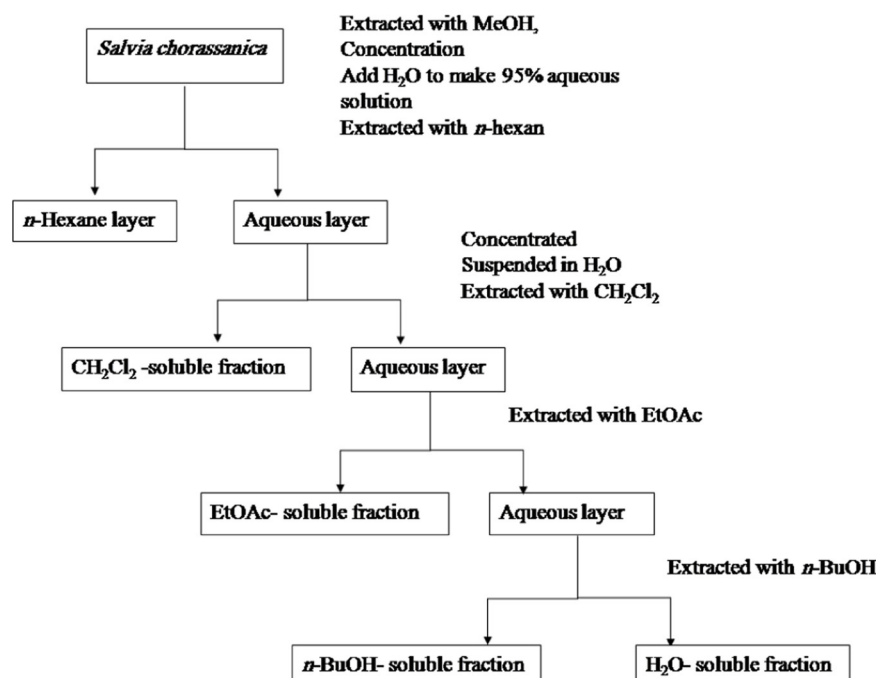 Salvia chorassanica
Extracted with MeOH,
Concentration
Add H₂O to make 95% aqueous
solution
Extracted with n-hexan
n-Hexane layer
Aqueous layer
Concentrated
Suspended in H₂O
Extracted with CH₂Cl₂
CH₂Cl₂ -soluble fraction
Aqueous layer
Extracted with EtOAc
EtOAc- soluble fraction
Aqueous layer
Extracted with n-BuOH
n-BuOH- soluble fraction
H₂O- soluble fraction